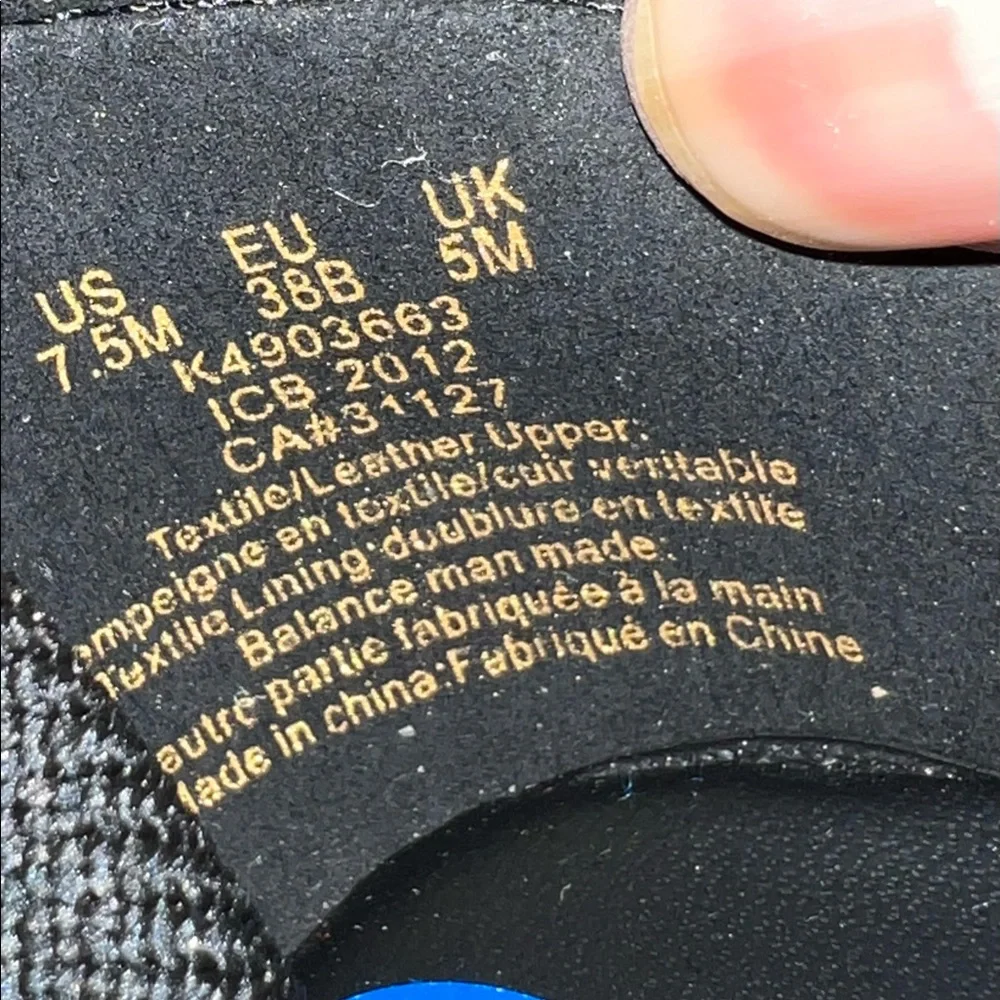 US EU UK
7.5M 38B 5M
K4903663
ICB 2012
CA#31127
Textile/Leather Upper:
empeigne en textile/cuir veritable
Textile Lining:doublure en textile
Balance man made:
autre partie fabriquée à la main
Made in china·Fabriqué en Chine